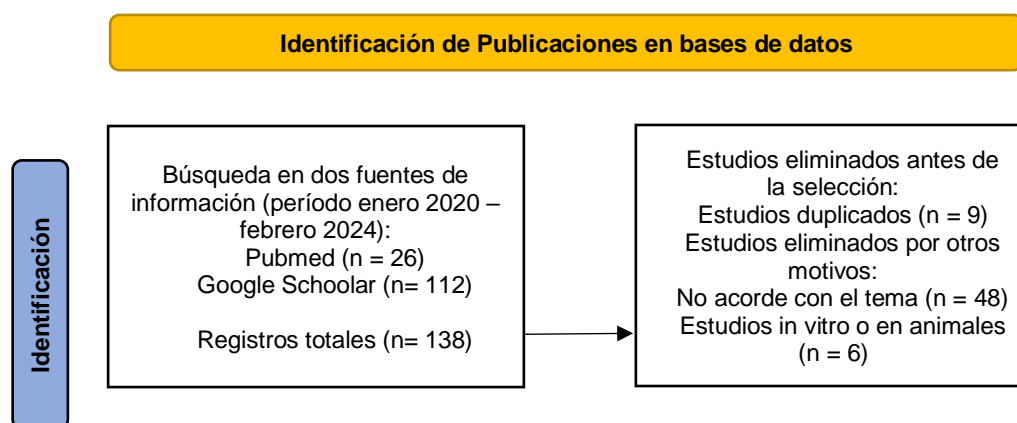 Identificación de Publicaciones en bases de datos
Identificación
Búsqueda en dos fuentes de
información (período enero 2020 –
febrero 2024):
Pubmed (n = 26)
Google Schoolar (n= 112)
Registros totales (n= 138)
Estudios eliminados antes de
la selección:
Estudios duplicados (n = 9)
Estudios eliminados por otros
motivos:
No acorde con el tema (n = 48)
Estudios in vitro o en animales
(n = 6)